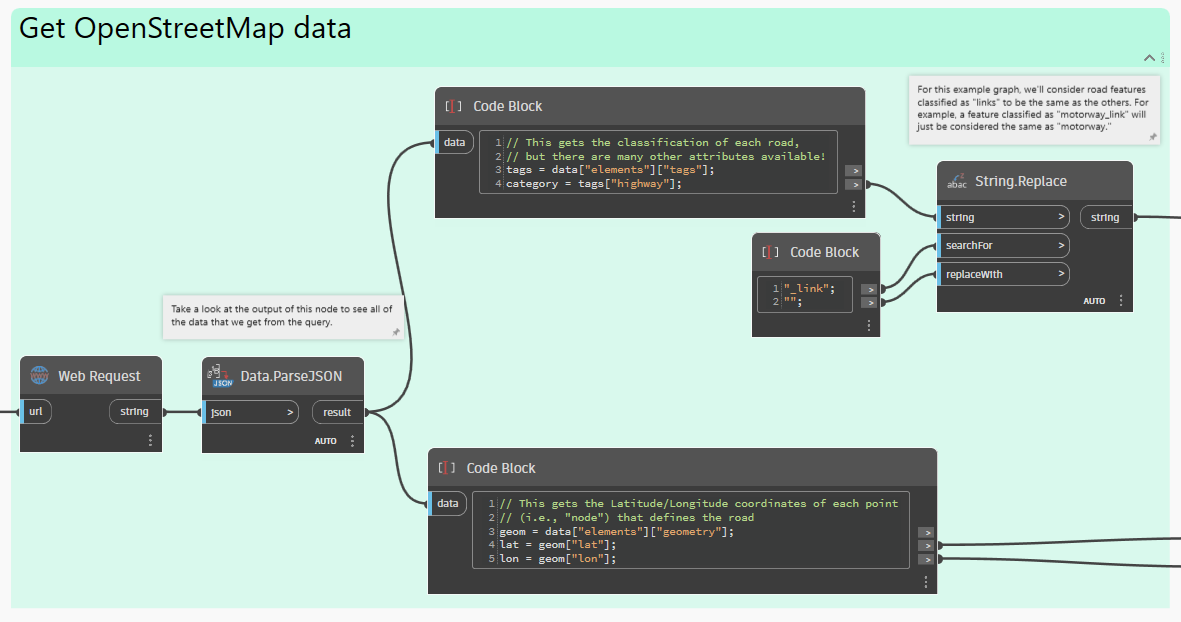 Get OpenStreetMap data
For this example graph, we'll consider road features
classified as "links" to be the same as the others. For
example, a feature classified as "motorway_link" will
just be considered the same as "motorway."
Code Block
data
1 // This gets the classification of each road,
2 // but there are many other attributes available!
3 tags = data["elements"]["tags"];
4 category = tags["highway"];
>
>
String.Replace
abac
string >
string
searchFor >
replaceWith >
AUTO
Code Block
1 "_link";
2 "";
>
>
Take a look at the output of this node to see all of
the data that we get from the query.
Web Request
url
string
Data.ParseJSON
JSON
json >
result
AUTO
Code Block
data
1 // This gets the Latitude/Longitude coordinates of each point
2 // (i.e., "node") that defines the road
3 geom = data["elements"]["geometry"];
4 lat = geom["lat"];
5 lon = geom["lon"];
>
>
>